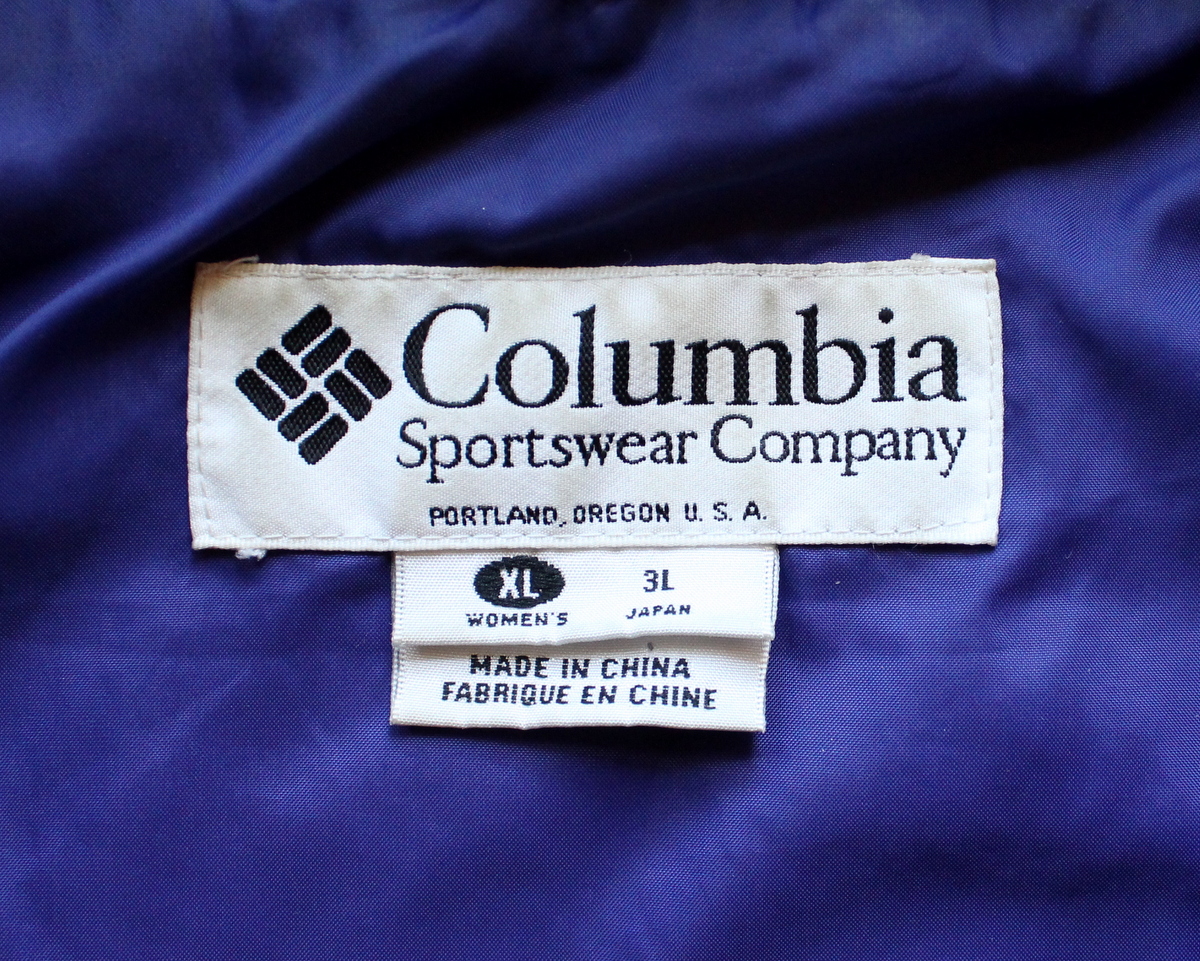 Columbia
Sportswear Company
PORTLAND, OREGON U. S. A.
XL 3L
WOMEN'S JAPAN
MADE IN CHINA
FABRIQUE EN CHINE